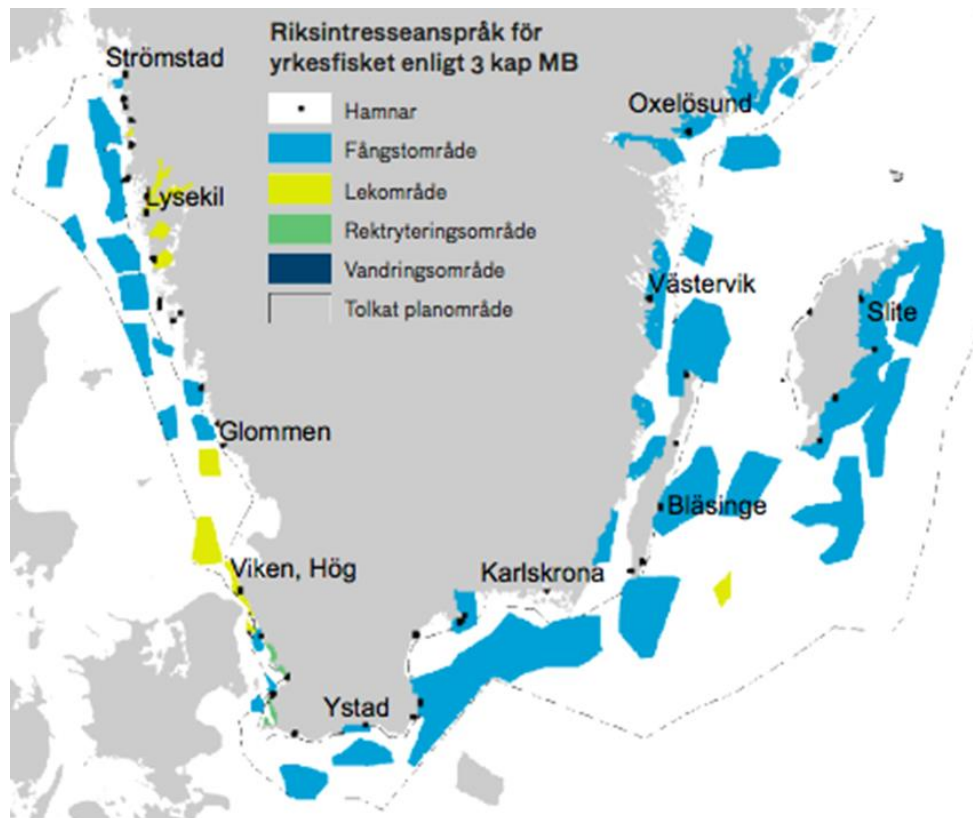 Riksintresseanspråk för
yrkesfisket enligt 3 kap MB
Hamnar
Fångstområde
Lekområde
Rektryteringsområde
Vandringsområde
Tolkat planområde
Strömstad
Oxelösund
Lysekil
Västervik
Slite
Glommen
Bläsinge
Viken, Hög
Karlskrona
Ystad